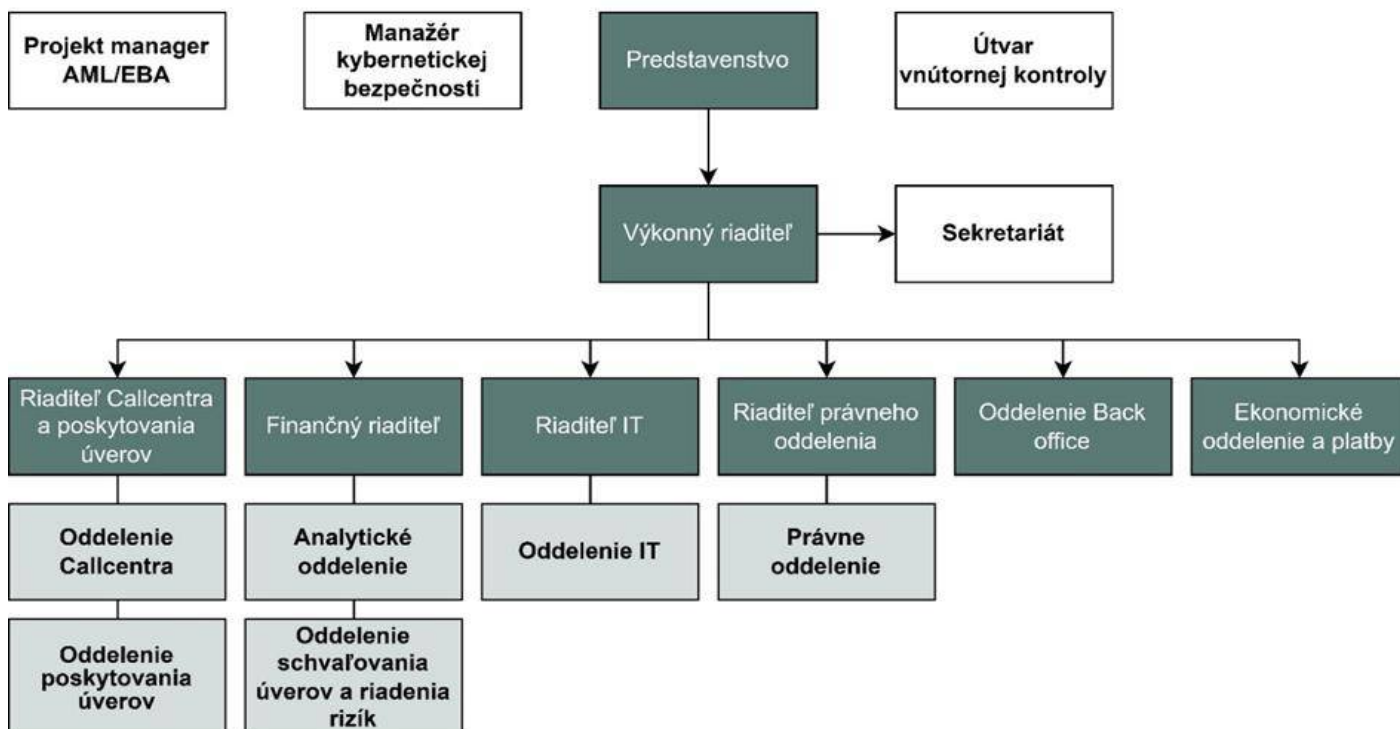 Projekt manager
AML/EBA
Manažér
kybernetickej
bezpečnosti
Predstavenstvo
Útvar
vnútornej kontroly
Výkonný riaditeľ
Sekretariát
Riaditeľ Callcentra
a poskytovania
úverov
Finančný riaditeľ
Riaditeľ IT
Riaditeľ právneho
oddelenia
Oddelenie Back
office
Ekonomické
oddelenie a platby
Oddelenie
Callcentra
Analytické
oddelenie
Oddelenie IT
Právne
oddelenie
Oddelenie
poskytovania
úverov
Oddelenie
schvaľovania
úverov a riadenia
rizík